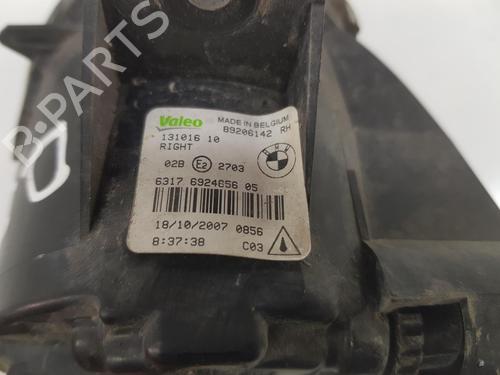 B-PARTS
Valeo
MADE IN BELGIUM
89206142 RH
131016 10
RIGHT
02B E2 2703
6317 6924656 05
18/10/2007 0856
8:37:38 C03